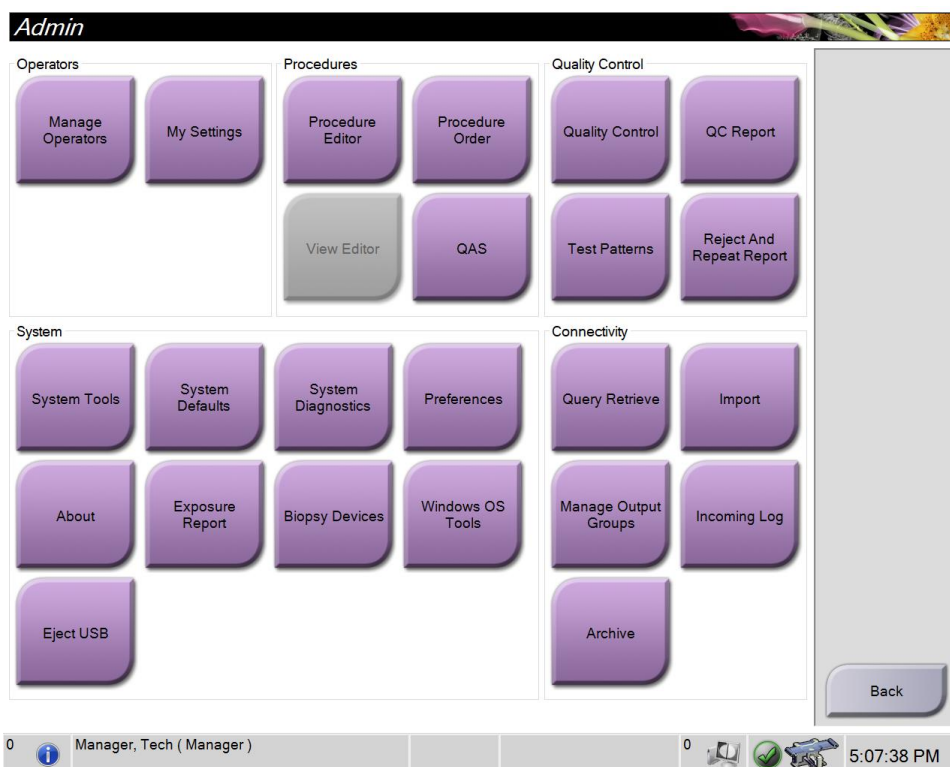 Admin
Operators
Manage
Operators
My Settings
Procedures
Procedure
Editor
Procedure
Order
View Editor
QAS
Quality Control
Quality Control
QC Report
Test Patterns
Reject And
Repeat Report
System
System Tools
System
Defaults
System
Diagnostics
Preferences
About
Exposure
Report
Biopsy Devices
Windows OS
Tools
Eject USB
Connectivity
Query Retrieve
Import
Manage Output
Groups
Incoming Log
Archive
Back
0
Manager, Tech ( Manager )
0
5:07:38 PM